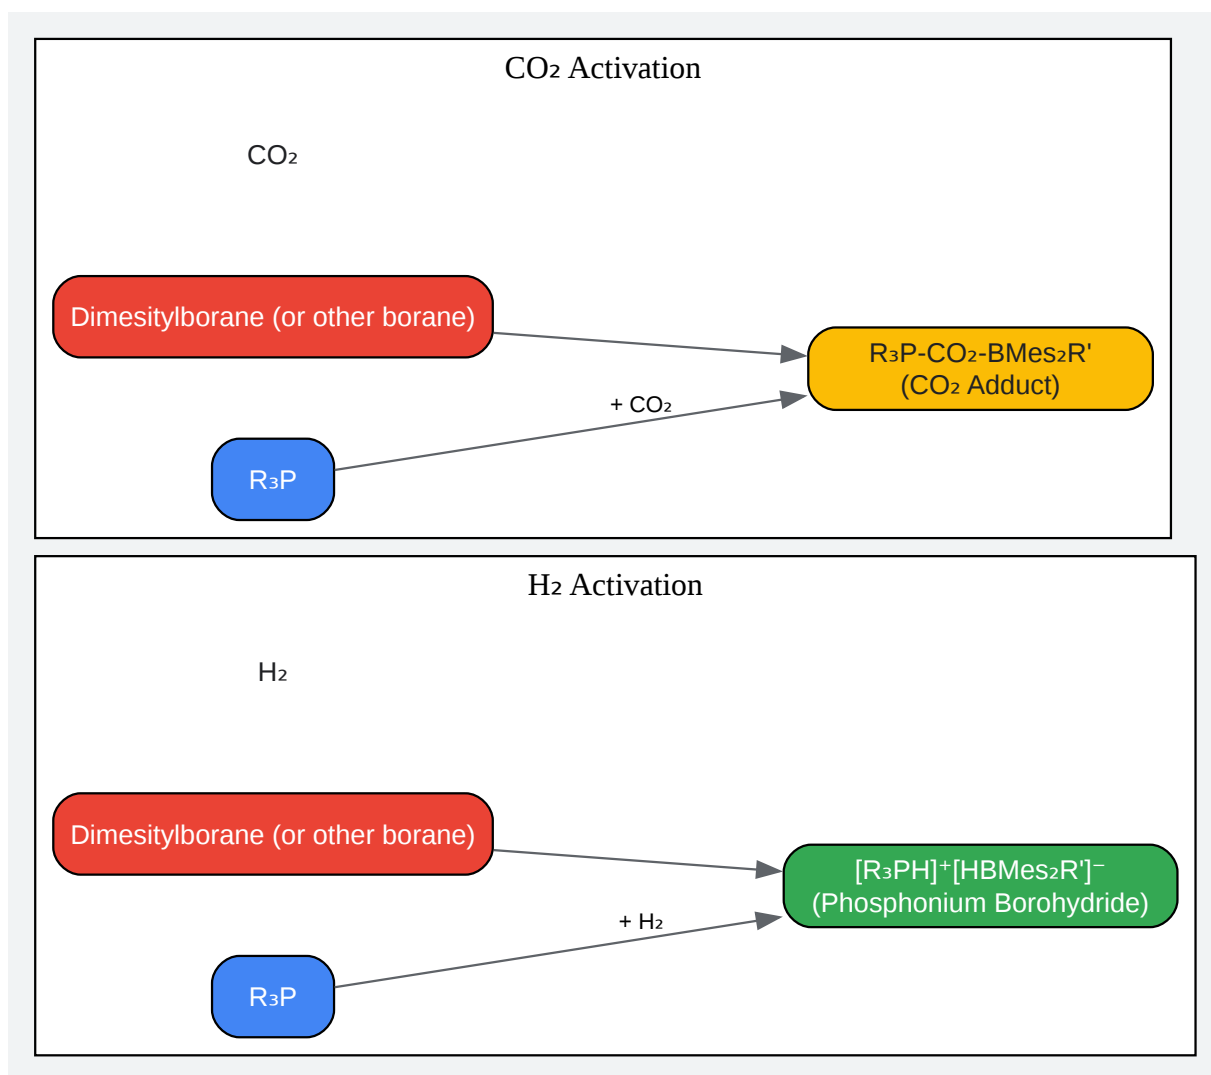 CO₂ Activation
CO₂
Dimesitylborane (or other borane)
R₃P-CO₂-BMes₂R'
(CO₂ Adduct)
+ CO₂
R₃P
H₂ Activation
H₂
Dimesitylborane (or other borane)
[R₃PH]⁺[HBMes₂R']⁻
(Phosphonium Borohydride)
+ H₂
R₃P